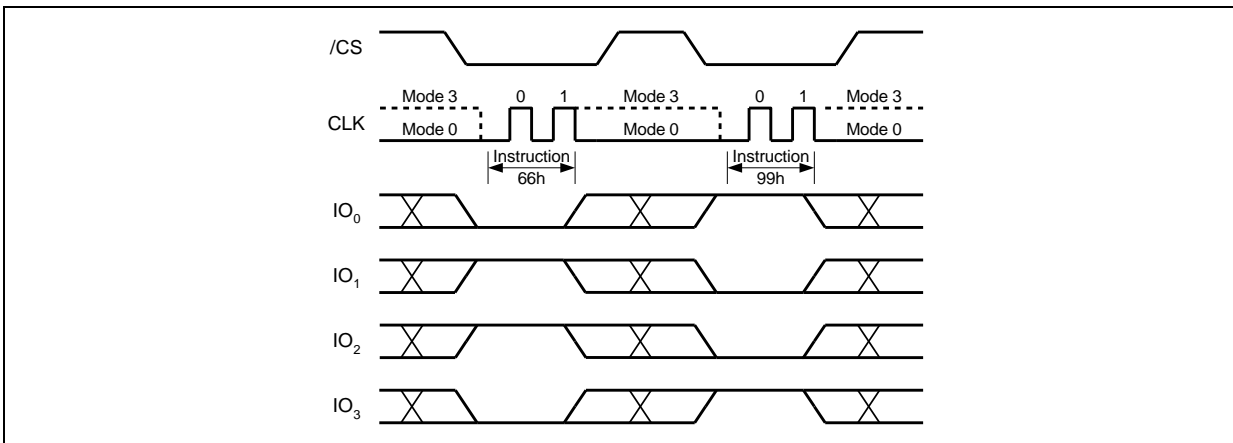 /CS
Mode 3 0 1 Mode 3 0 1 Mode 3
CLK
Mode 0 Mode 0 Mode 0
Instruction Instruction
66h 99h
IO0
IO1
IO2
IO3